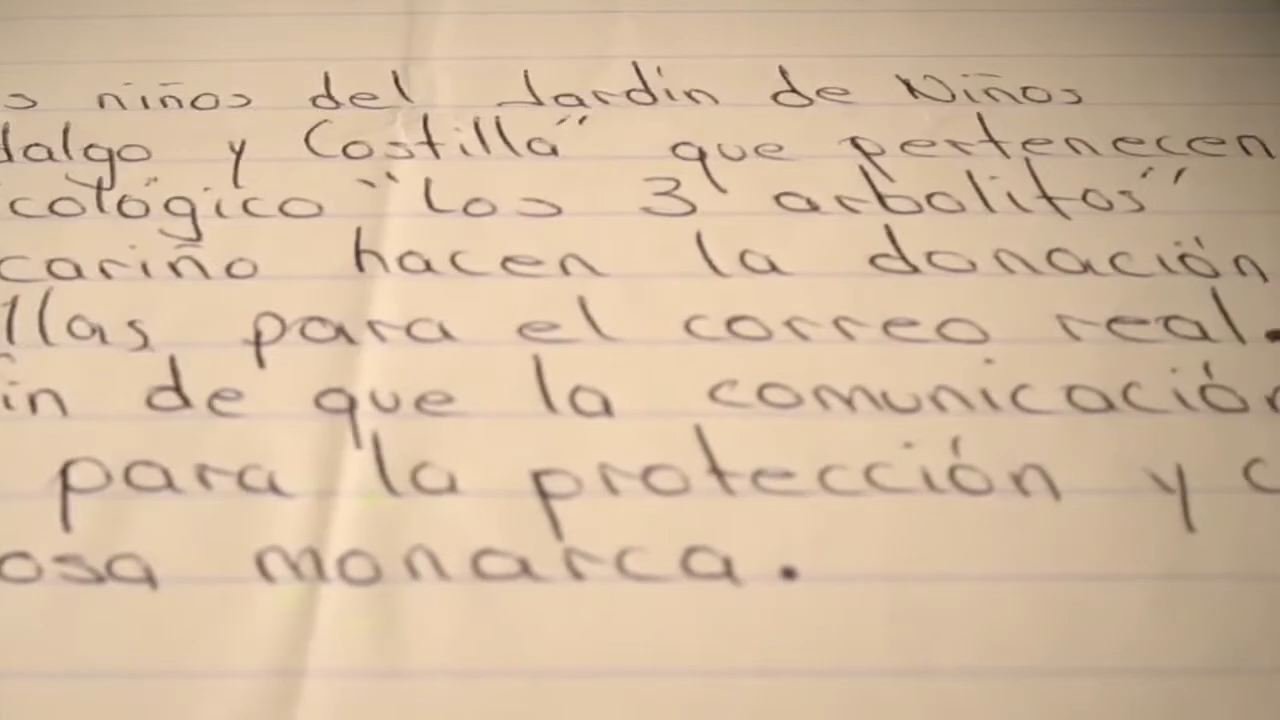 s niños del Jardín de Niños
dalgo y Costilla" que pertenecen
cológico "Los 3 arbolitos"
cariño hacen la donación
llas para el correo real.
in de que la comunicación
para la protección y c
osa monarca.